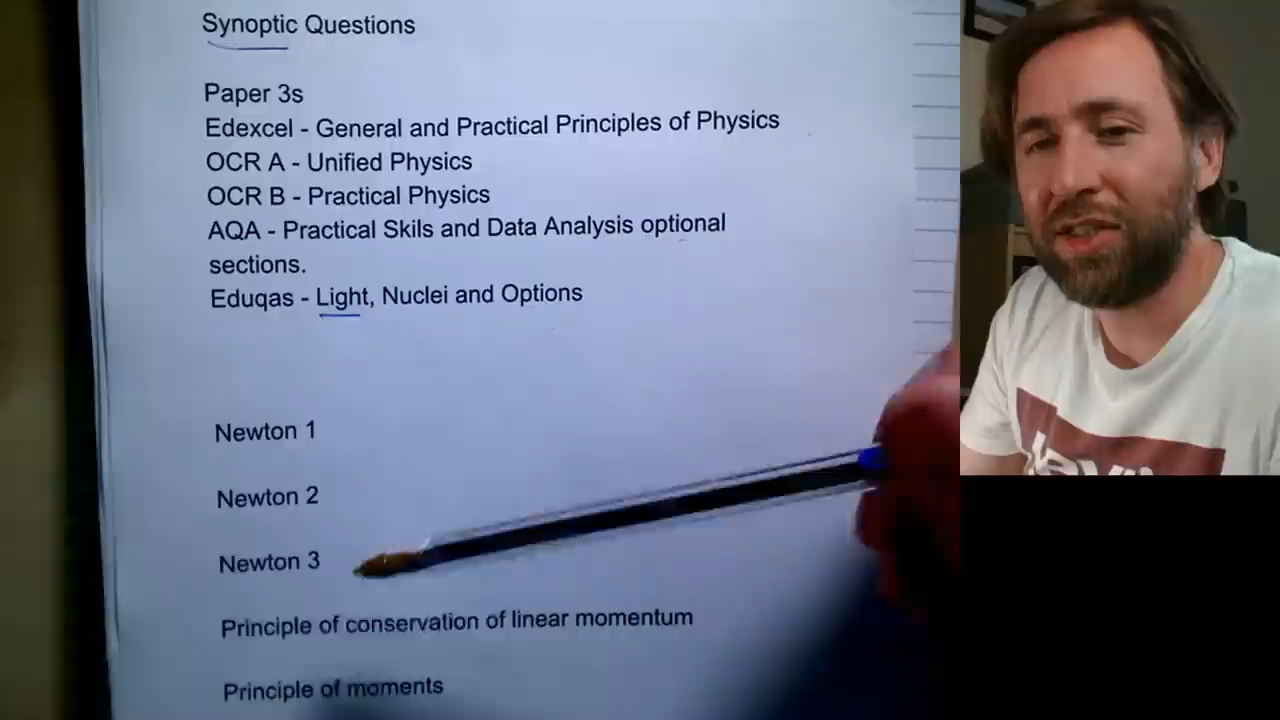 Synoptic Questions
Paper 3s
Edexcel - General and Practical Principles of Physics
OCR A - Unified Physics
OCR B - Practical Physics
AQA - Practical Skils and Data Analysis optional
sections.
Eduqas - Light, Nuclei and Options
Newton 1
Newton 2
Newton 3
Principle of conservation of linear momentum
Principle of moments